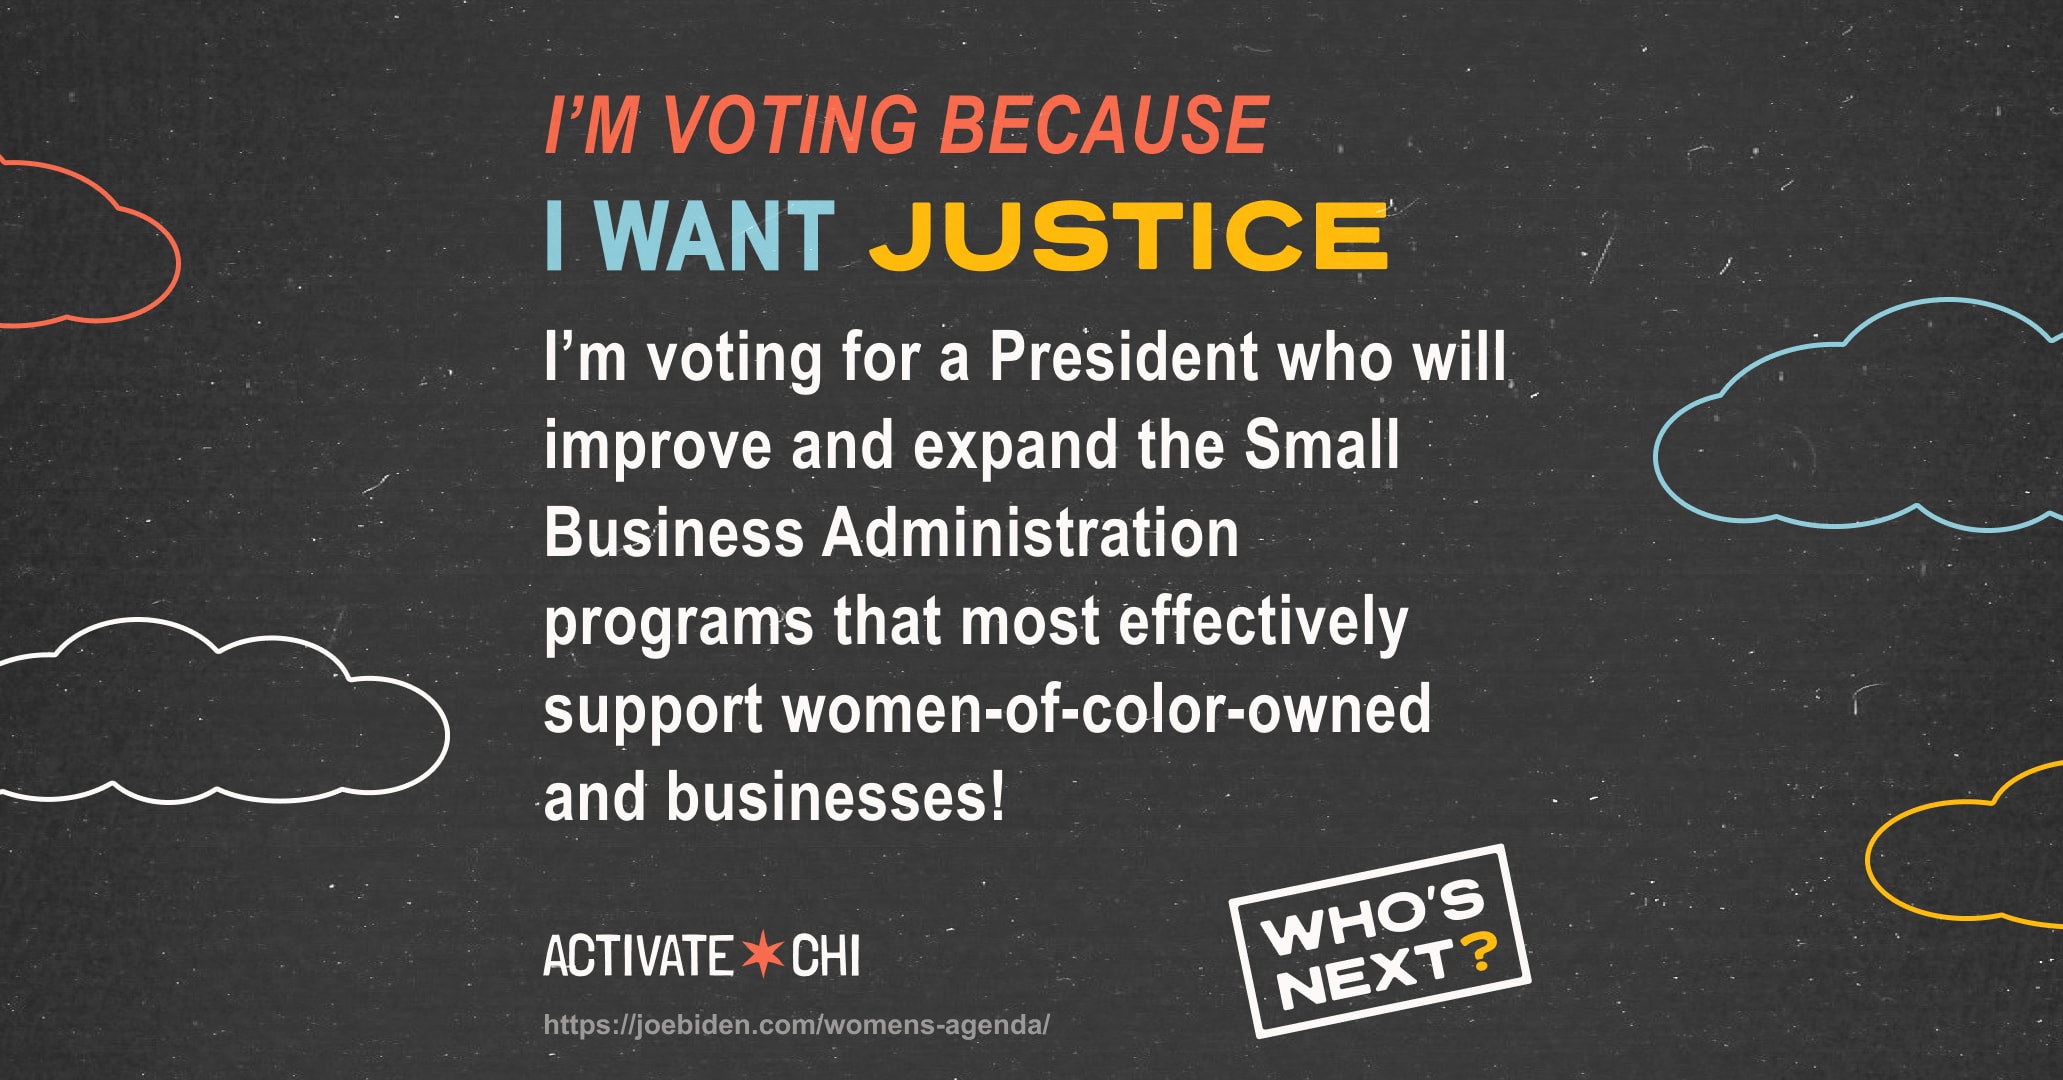 I’M VOTING BECAUSE
I WANT JUSTICE
I’m voting for a President who will
improve and expand the Small
Business Administration
programs that most effectively
support women-of-color-owned
and businesses!
ACTIVATE CHI
https://joebiden.com/womens-agenda/
WHO’S
NEXT?